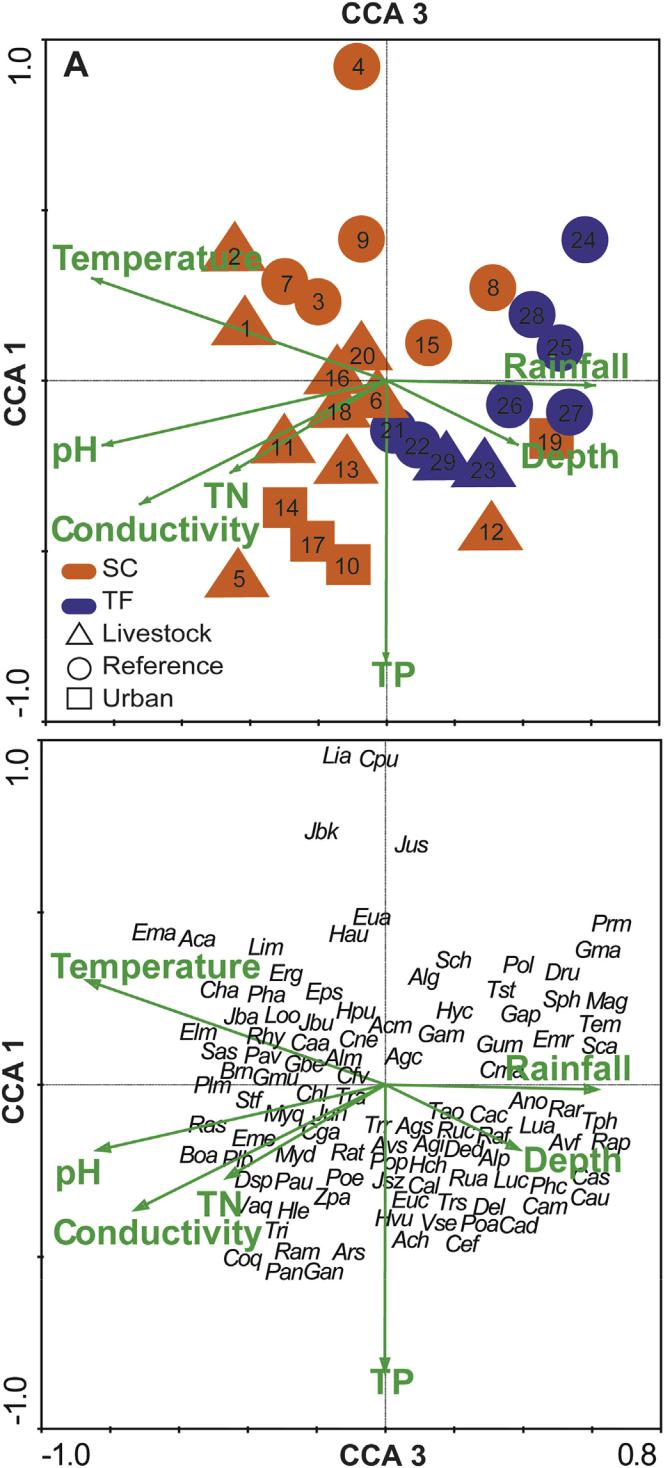 CCA 3
1.0
A
4
9
24
2
Temperature
7
3
8
28
1
15
25
20
Rainfall
CCA 1
16
6
18
26
27
21
19
pH
11
22
29
23
Depth
13
TN
14
Conductivity
12
17
10
5
SC
TF
Livestock
Reference
TP
Urban
-1.0
1.0
Lia Cpu
Jbk
Jus
Eua
Prm
Ema Aca
Hau
Lim
Gma
Temperature
Sch
Pol
Erg
Alg
Dru
Cha Pha Eps
Tst
Sph Mag
Hpu
Hyc
Gap
Jba Loo Jbu
Acm
Tem
Elm
Rhy Caa Cne
Gam
Gum Emr Sca
Sas Pav Gbe Alm Agc
CCA 1
Brn Gmu Cfv
Cma
Rainfall
Plm
Chl Tra
Stf
Myq Jun
Tao Cac Ano Rar
Ras
Cga
Trr Ags Ruc Raf Lua Tph
Eme
Avs Agi Ded
Avf Rap
Boa Plb Myd Rat
Pop Hch Alp
Depth
pH
Dsp Pau Poe
Jsz Cal Rua Luc Phc Cas
TN
Zpa
Euc Trs Del Cam Cau
Vaq Hle
Conductivity
Tri
Hvu Vse Poa Cad
Ach Cef
Coq Ram Ars
Pan Gan
TP
-1.0
-1.0
CCA 3
0.8